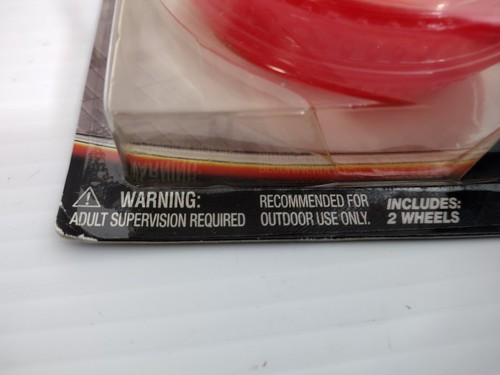 WARNING:
ADULT SUPERVISION REQUIRED
RECOMMENDED FOR
OUTDOOR USE ONLY.
INCLUDES:
2 WHEELS